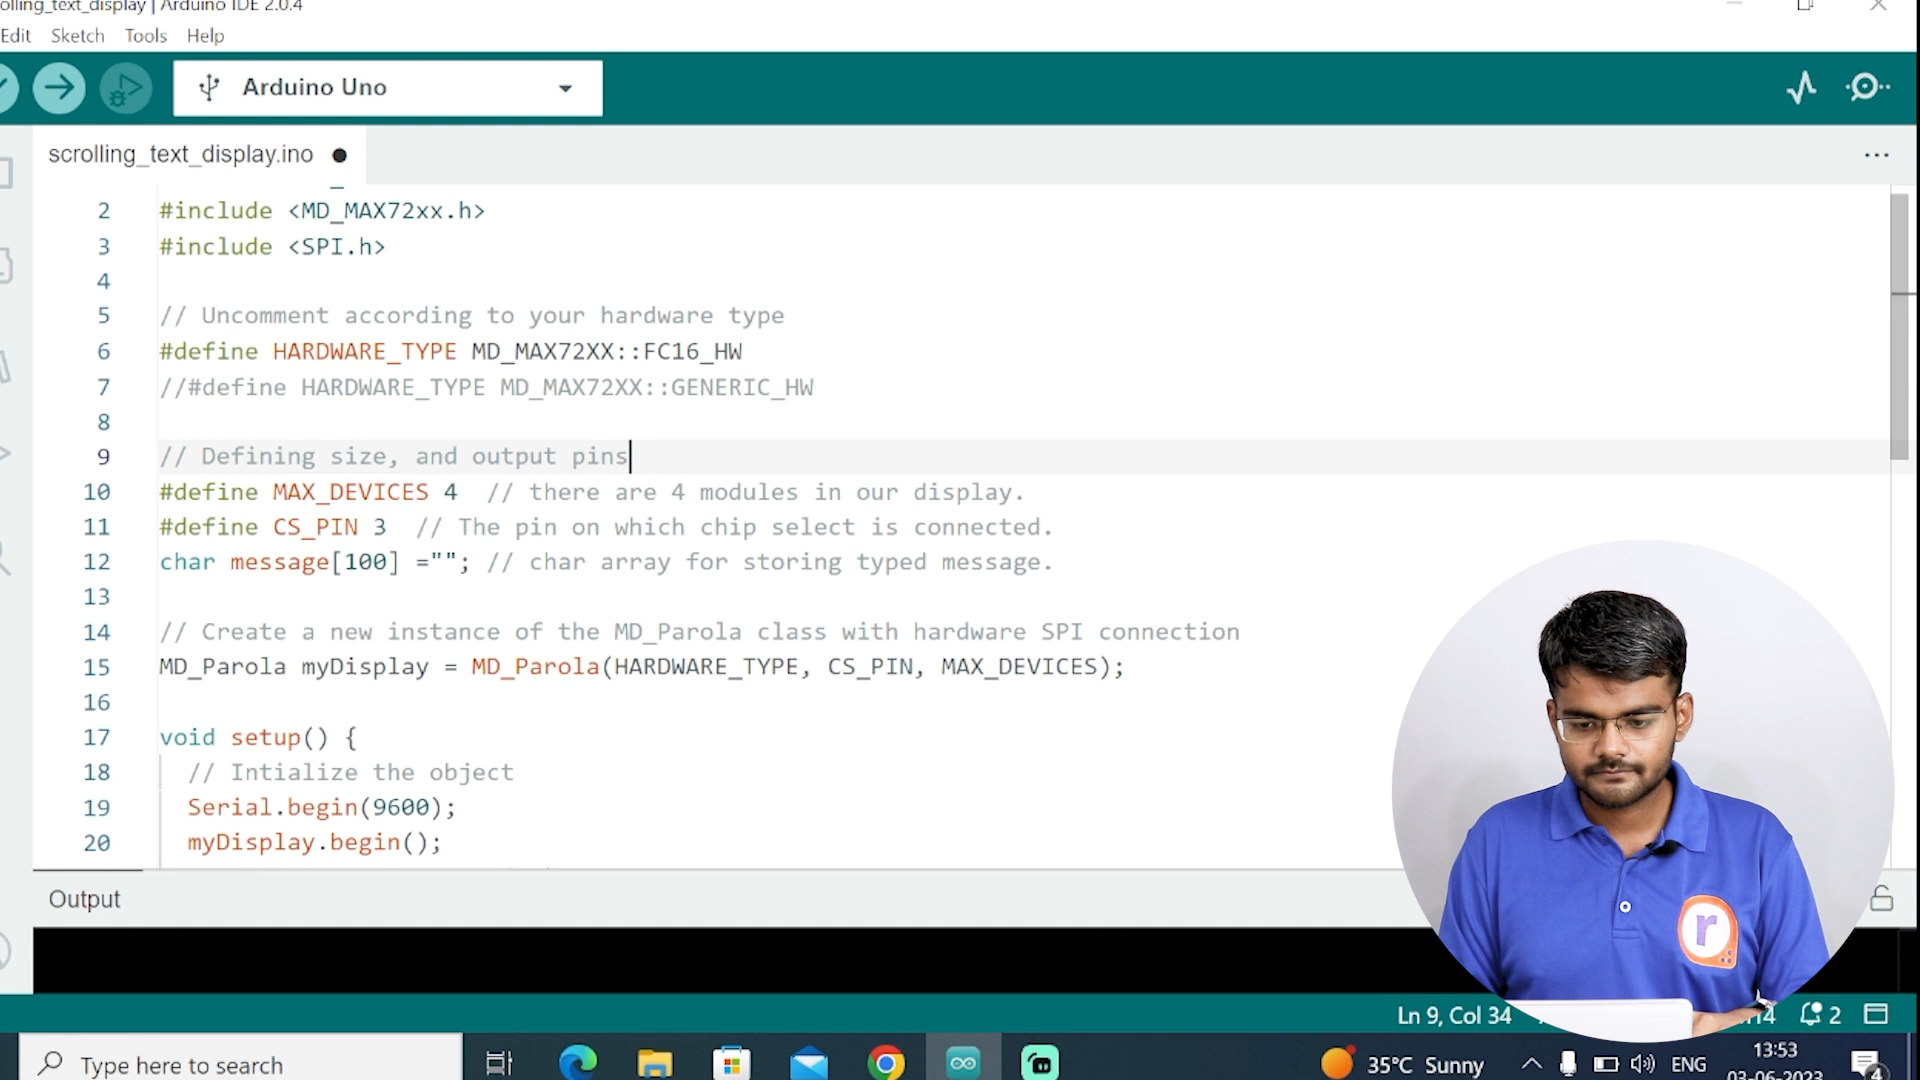 olling_text_display | Arduino IDE 2.0.4
Edit Sketch Tools Help
Arduino Uno
scrolling_text_display.ino
2 #include <MD_MAX72xx.h>
3 #include <SPI.h>
4
5 // Uncomment according to your hardware type
6 #define HARDWARE_TYPE MD_MAX72XX::FC16_HW
7 //#define HARDWARE_TYPE MD_MAX72XX::GENERIC_HW
8
9 // Defining size, and output pins
10 #define MAX_DEVICES 4 // there are 4 modules in our display.
11 #define CS_PIN 3 // The pin on which chip select is connected.
12 char message[100] =""; // char array for storing typed message.
13
14 // Create a new instance of the MD_Parola class with hardware SPI connection
15 MD_Parola myDisplay = MD_Parola(HARDWARE_TYPE, CS_PIN, MAX_DEVICES);
16
17 void setup() {
18 // Intialize the object
19 Serial.begin(9600);
20 myDisplay.begin();
Output
r
Ln 9, Col 34
2
Type here to search
35°C Sunny
ENG
13:53
03-06-2023
4